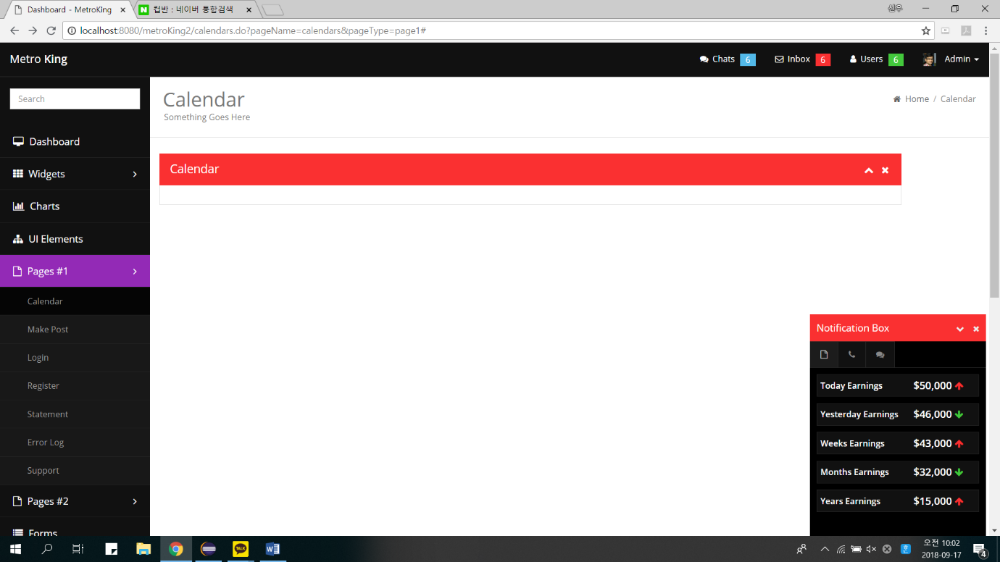 Dashboard - MetroKing
컵반 : 네이버 통합검색
신우
localhost:8080/metroKing2/calendars.do?pageName=calendars&pageType=page1#
Metro King
Chats 6
Inbox 6
Users 6
Admin
Search
Calendar
Something Goes Here
Home / Calendar
Dashboard
Widgets
Charts
UI Elements
Pages #1
Calendar
Make Post
Login
Register
Statement
Error Log
Support
Pages #2
Forms
Calendar
Notification Box
Today Earnings $50,000
Yesterday Earnings $46,000
Weeks Earnings $43,000
Months Earnings $32,000
Years Earnings $15,000
TALK
오전 10:02
2018-09-17
4